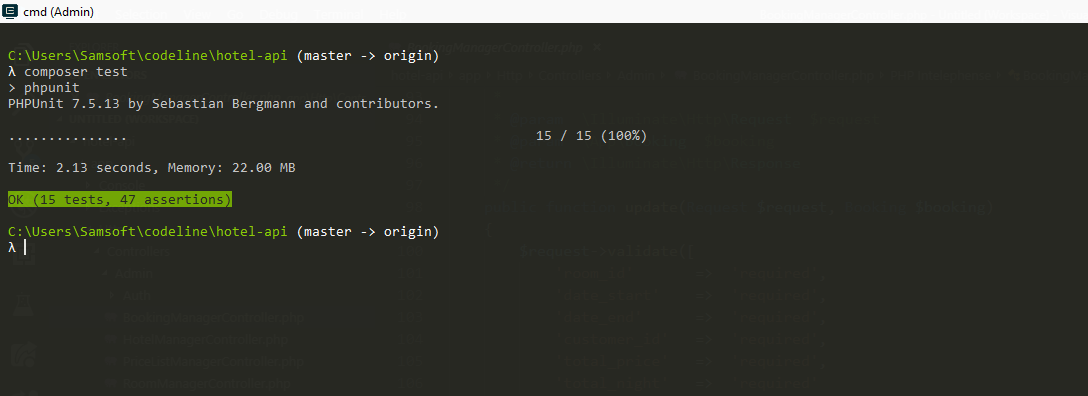 cmd (Admin)
C:\Users\Samsoft\codeline\hotel-api (master -> origin)
λ composer test
> phpunit
PHPUnit 7.5.13 by Sebastian Bergmann and contributors.
............... 15 / 15 (100%)
Time: 2.13 seconds, Memory: 22.00 MB
OK (15 tests, 47 assertions)
C:\Users\Samsoft\codeline\hotel-api (master -> origin)
λ